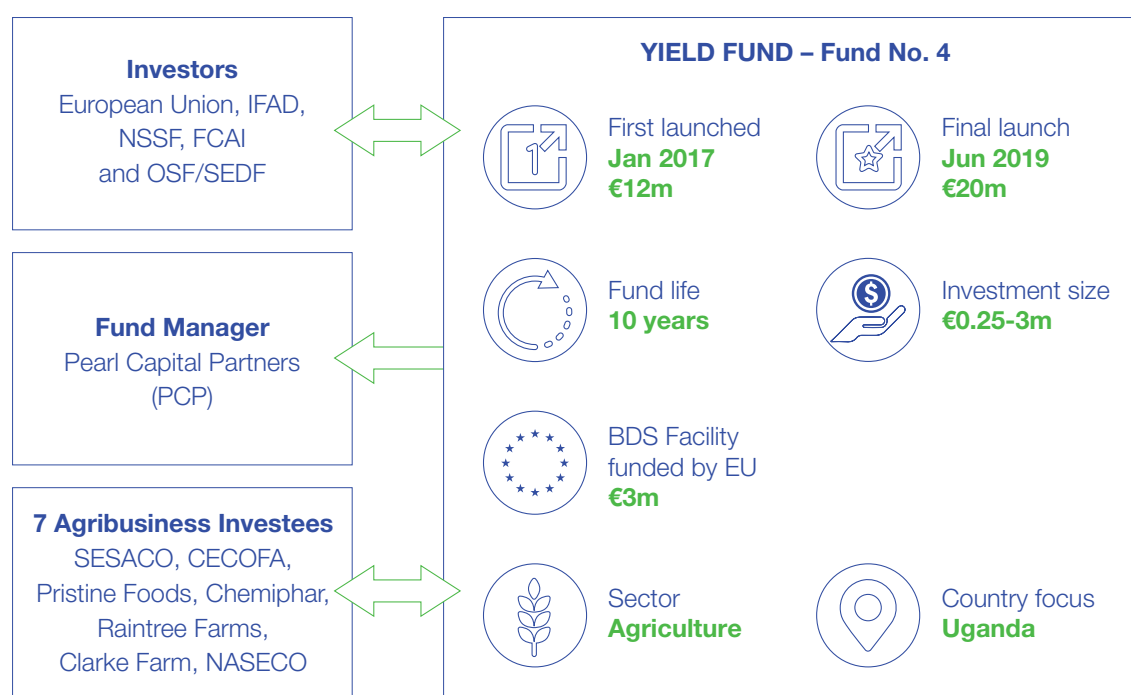 Investors
European Union, IFAD,
NSSF, FCAI
and OSF/SEDF
Fund Manager
Pearl Capital Partners
(PCP)
7 Agribusiness Investees
SESACO, CECOFA,
Pristine Foods, Chemiphar,
Raintree Farms,
Clarke Farm, NASECO
YIELD FUND – Fund No. 4
1
First launched
Jan 2017
€12m
Final launch
Jun 2019
€20m
Fund life
10 years
$
Investment size
€0.25-3m
BDS Facility
funded by EU
€3m
Sector
Agriculture
Country focus
Uganda